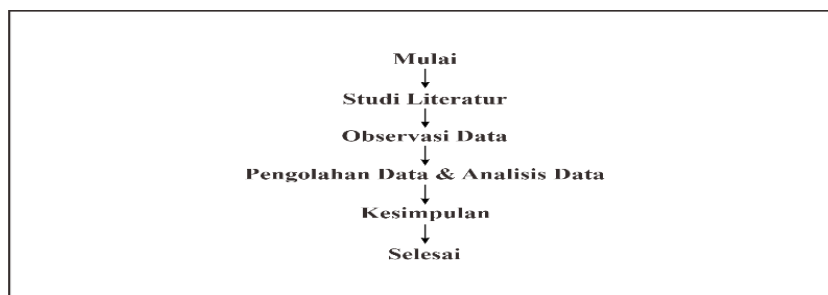 Mulai
Studi Literatur
Observasi Data
Pengolahan Data & Analisis Data
Kesimpulan
Selesai